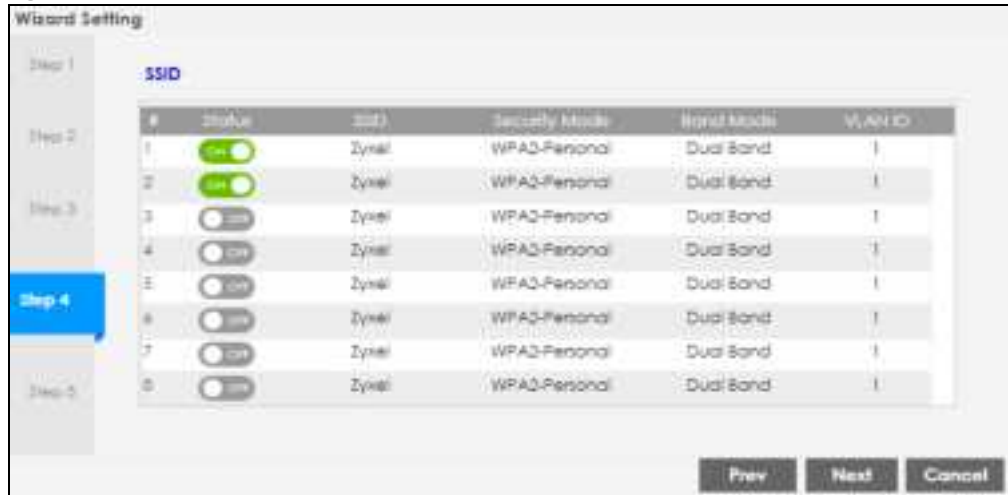 Wizard Setting
Step 1
Step 2
Step 3
Step 4
Step 5
SSID
# Status SSID Security Mode Band Mode VLAN ID
1 ON Zyxel WPA2-Personal Dual Band 1
2 ON Zyxel WPA2-Personal Dual Band 1
3 OFF Zyxel WPA2-Personal Dual Band 1
4 OFF Zyxel WPA2-Personal Dual Band 1
5 OFF Zyxel WPA2-Personal Dual Band 1
6 OFF Zyxel WPA2-Personal Dual Band 1
7 OFF Zyxel WPA2-Personal Dual Band 1
8 OFF Zyxel WPA2-Personal Dual Band 1
Prev Next Cancel